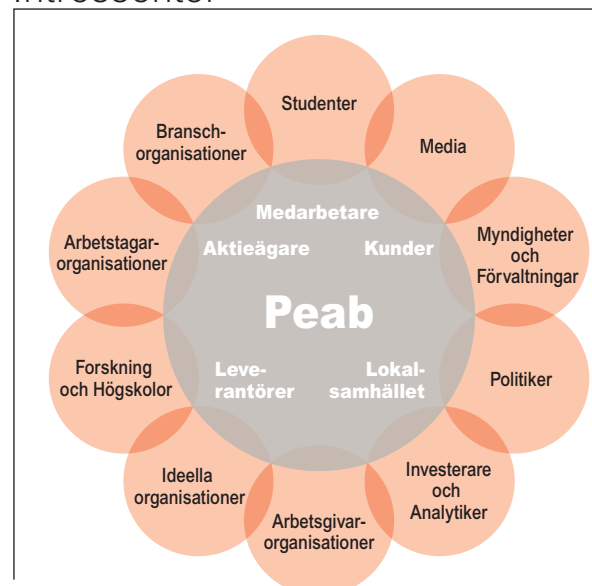 Intressenter
Studenter
Bransch-
organisationer
Media
Medarbetare
Aktieägare
Kunder
Arbetstagar-
organisationer
Myndigheter
och
Förvaltningar
Peab
Forskning
och Högskolor
Leve-
rantörer
Lokal-
samhället
Politiker
Ideella
organisationer
Investerare
och
Analytiker
Arbetsgivar-
organisationer